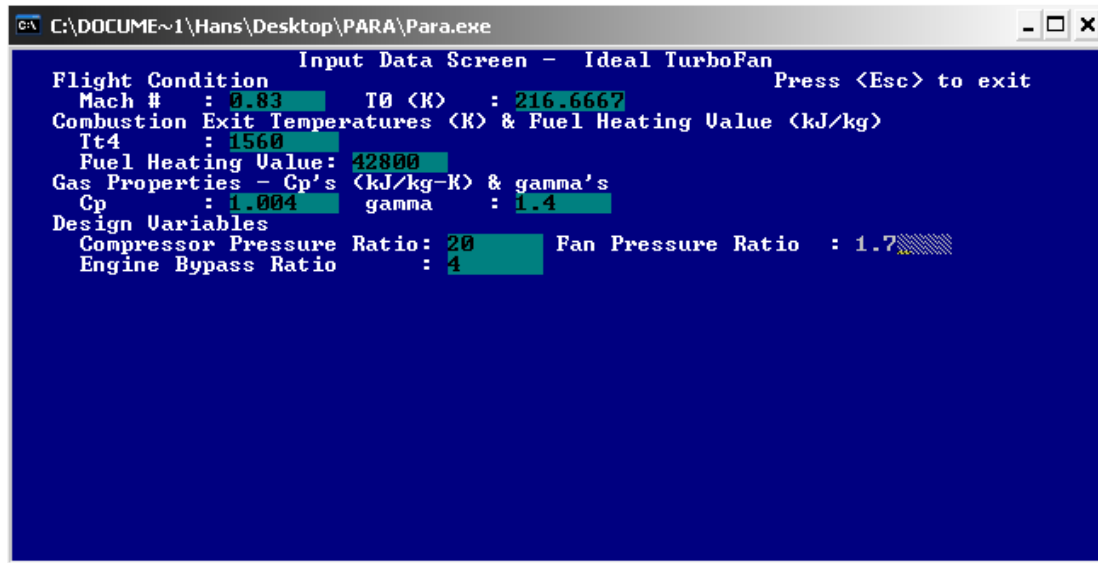 C:\DOCUME~1\Hans\Desktop\PARA\Para.exe
Input Data Screen - Ideal TurboFan
Flight Condition Press <Esc> to exit
Mach # : 0.83 T0 (K) : 216.6667
Combustion Exit Temperatures (K) & Fuel Heating Value (kJ/kg)
Tt4 : 1560
Fuel Heating Value: 42800
Gas Properties - Cp's (kJ/kg-K) & gamma's
Cp : 1.004 gamma : 1.4
Design Variables
Compressor Pressure Ratio: 20 Fan Pressure Ratio : 1.7
Engine Bypass Ratio : 4